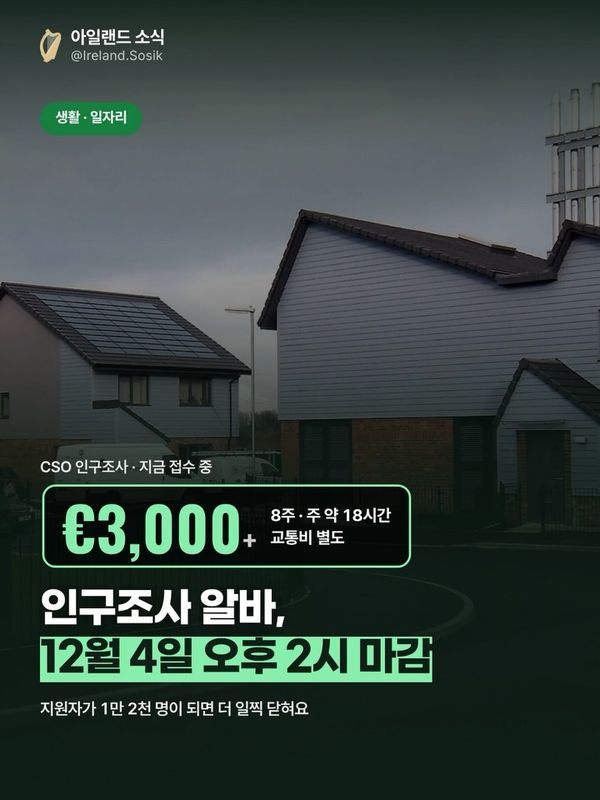 아일랜드 소식
@Ireland.Sosik
생활 · 일자리
CSO 인구조사 · 지금 접수 중
€3,000+
8주 · 주 약 18시간
교통비 별도
인구조사 알바,
12월 4일 오후 2시 마감
지원자가 1만 2천 명이 되면 더 일찍 닫혀요